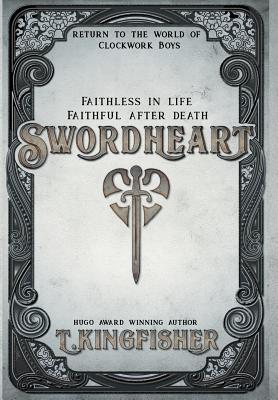 RETURN TO THE WORLD OF
CLOCKWORK BOYS
FAITHLESS IN LIFE
FAITHFUL AFTER DEATH
SWORDHEART
HUGO AWARD WINNING AUTHOR
T. KINGFISHER